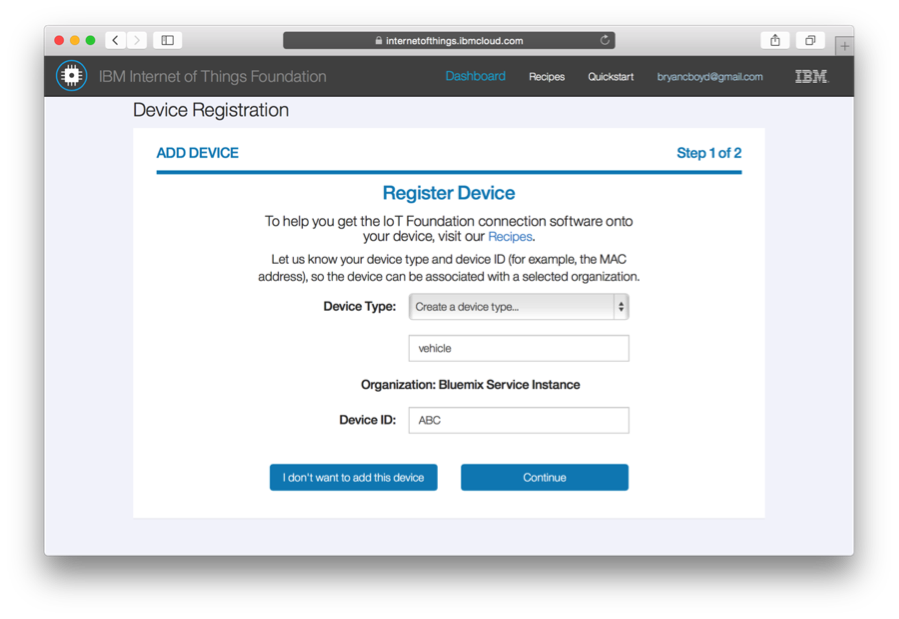 internetofthings.ibmcloud.com
IBM Internet of Things Foundation
Dashboard
Recipes
Quickstart
bryancboyd@gmail.com
IBM
Device Registration
ADD DEVICE
Step 1 of 2
Register Device
To help you get the IoT Foundation connection software onto
your device, visit our Recipes.
Let us know your device type and device ID (for example, the MAC
address), so the device can be associated with a selected organization.
Device Type:
Create a device type...
vehicle
Organization: Bluemix Service Instance
Device ID:
ABC
I don't want to add this device
Continue